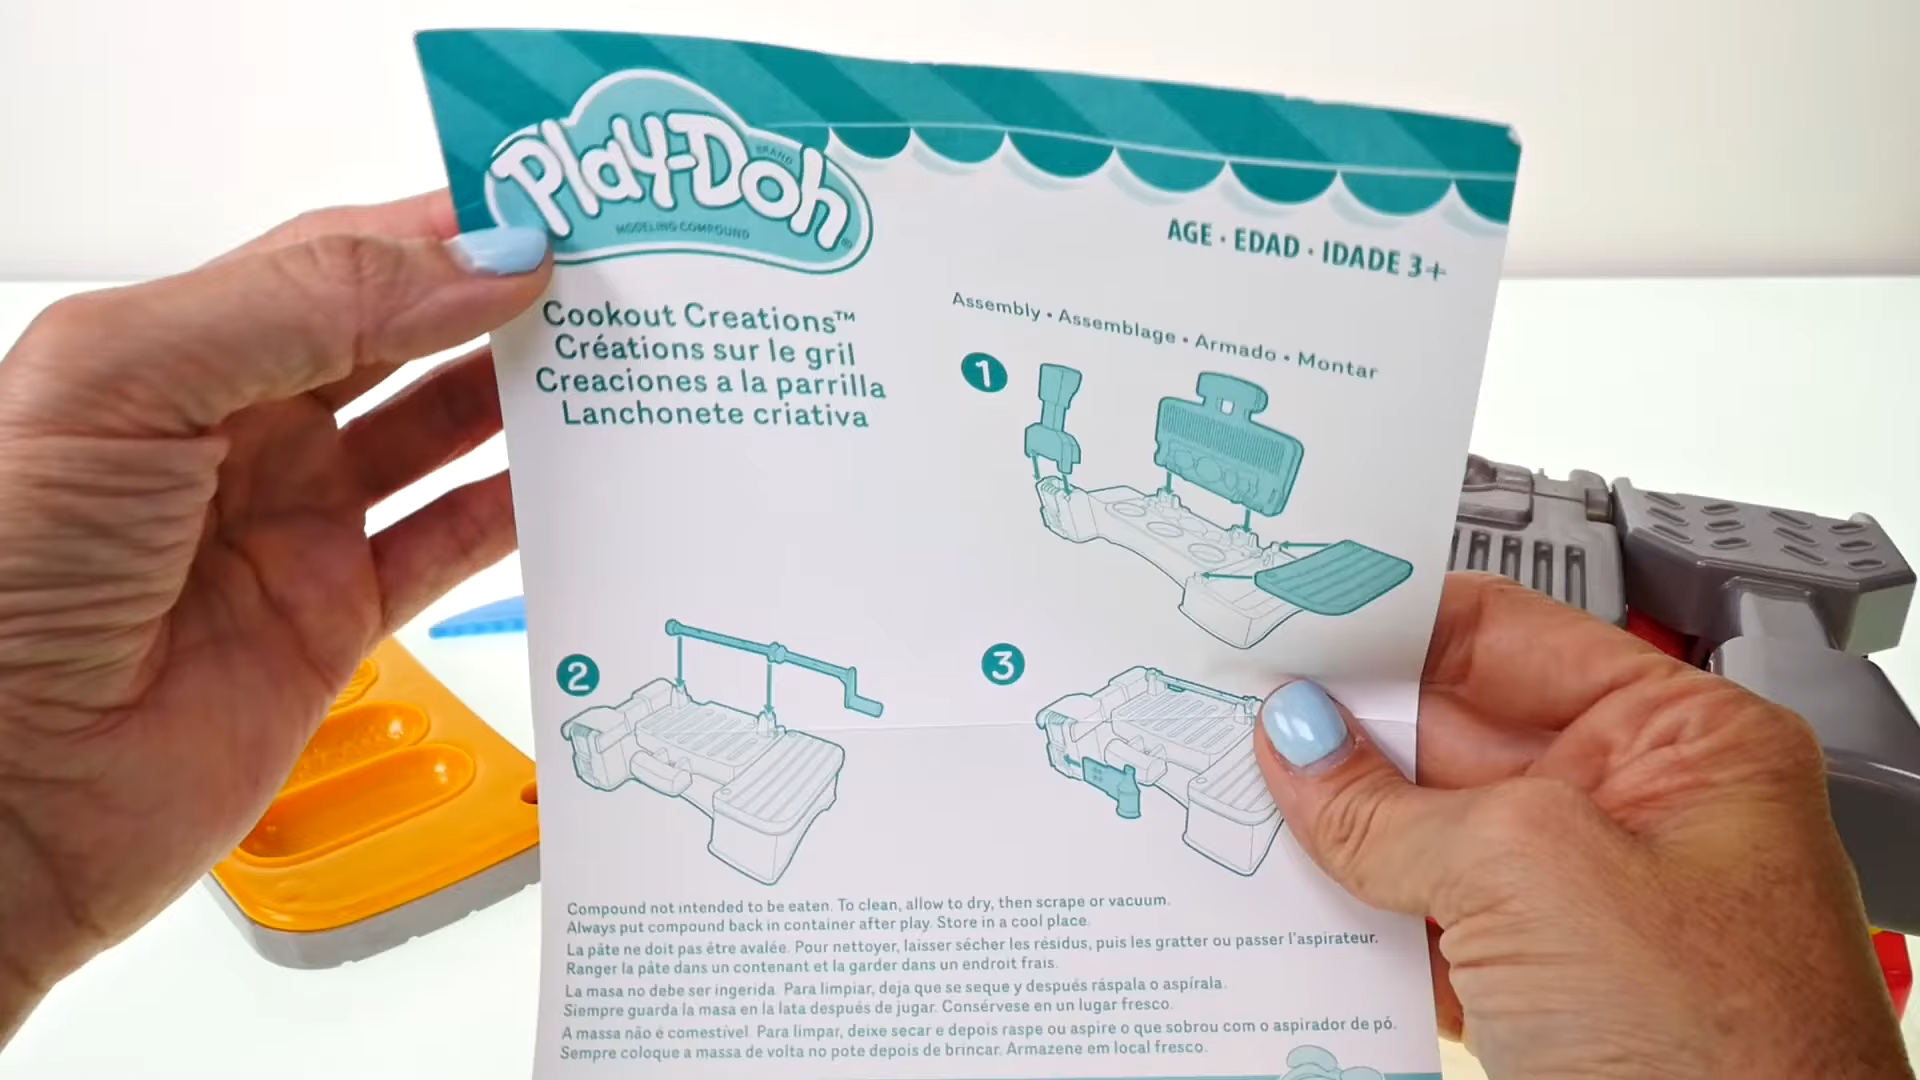 Play-Doh
BRAND
MODELING COMPOUND
®
AGE · EDAD · IDADE 3+
Cookout Creations™
Créations sur le gril
Creaciones a la parrilla
Lanchonete criativa
Assembly • Assemblage • Armado • Montar
1
2
3
Compound not intended to be eaten. To clean, allow to dry, then scrape or vacuum.
Always put compound back in container after play. Store in a cool place.
La pâte ne doit pas être avalée. Pour nettoyer, laisser sécher les résidus, puis les gratter ou passer l'aspirateur.
Ranger la pâte dans un contenant et la garder dans un endroit frais.
La masa no debe ser ingerida. Para limpiar, deja que se seque y después ráspala o aspírala.
Siempre guarda la masa en la lata después de jugar. Consérvese en un lugar fresco.
A massa não é comestível. Para limpar, deixe secar e depois raspe ou aspire o que sobrou com o aspirador de pó.
Sempre coloque a massa de volta no pote depois de brincar. Armazene em local fresco.